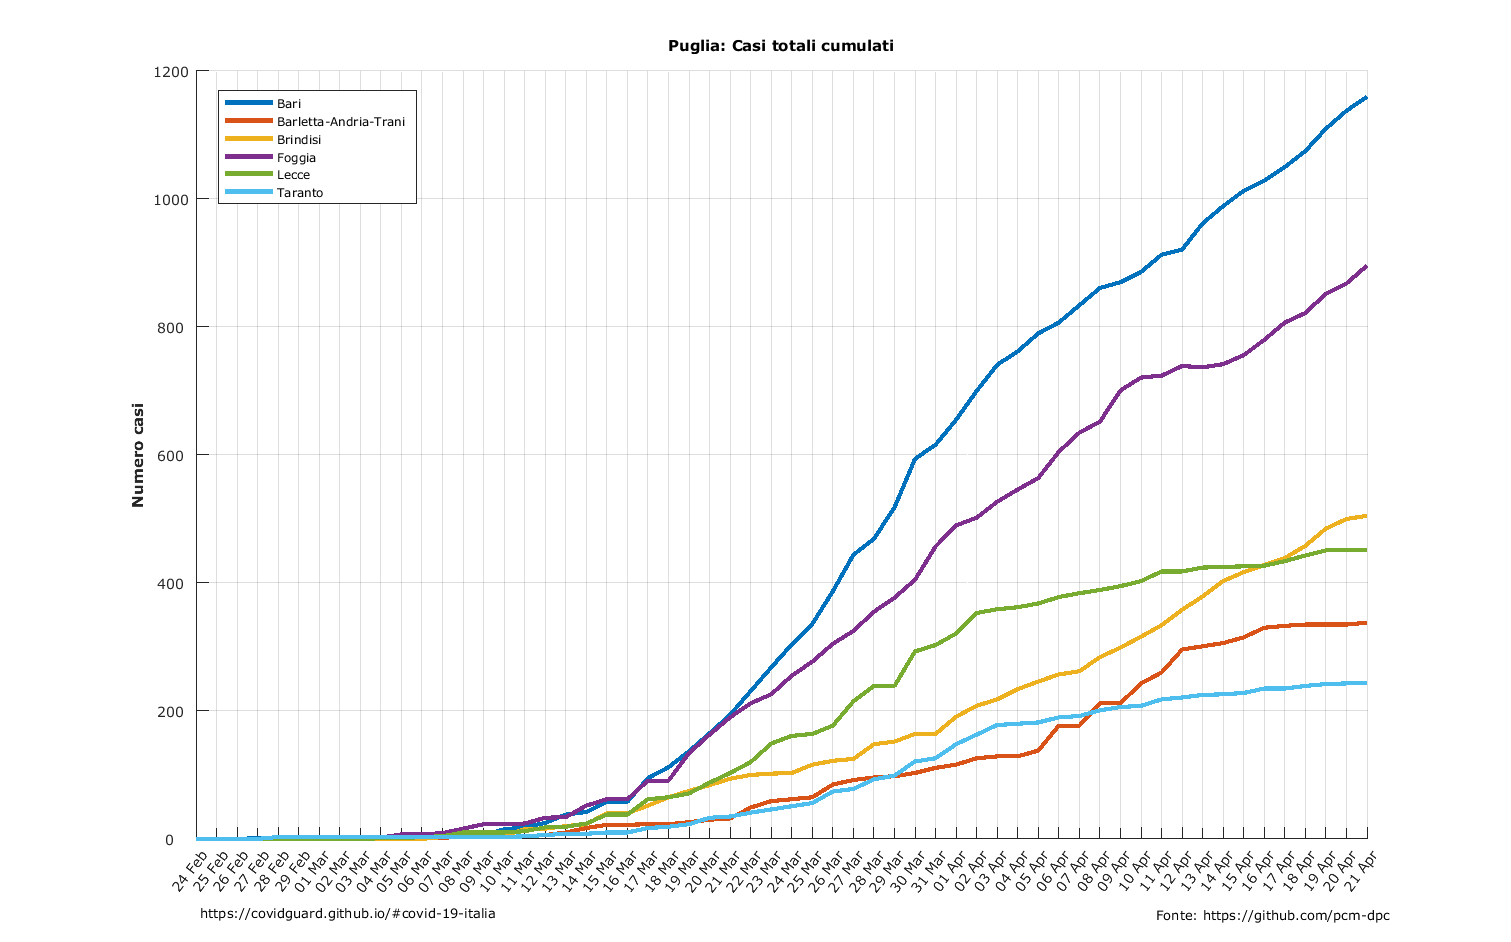 Puglia: Casi totali cumulati
1200
1000
800
600
400
200
0
Numero casi
Bari
Barletta-Andria-Trani
Brindisi
Foggia
Lecce
Taranto
24 Feb
25 Feb
26 Feb
27 Feb
28 Feb
29 Feb
01 Mar
02 Mar
03 Mar
04 Mar
05 Mar
06 Mar
07 Mar
08 Mar
09 Mar
10 Mar
11 Mar
12 Mar
13 Mar
14 Mar
15 Mar
16 Mar
17 Mar
18 Mar
19 Mar
20 Mar
21 Mar
22 Mar
23 Mar
24 Mar
25 Mar
26 Mar
27 Mar
28 Mar
29 Mar
30 Mar
31 Mar
01 Apr
02 Apr
03 Apr
04 Apr
05 Apr
06 Apr
07 Apr
08 Apr
09 Apr
10 Apr
11 Apr
12 Apr
13 Apr
14 Apr
15 Apr
16 Apr
17 Apr
18 Apr
19 Apr
20 Apr
21 Apr
https://covidguard.github.io/#covid-19-italia
Fonte: https://github.com/pcm-dpc